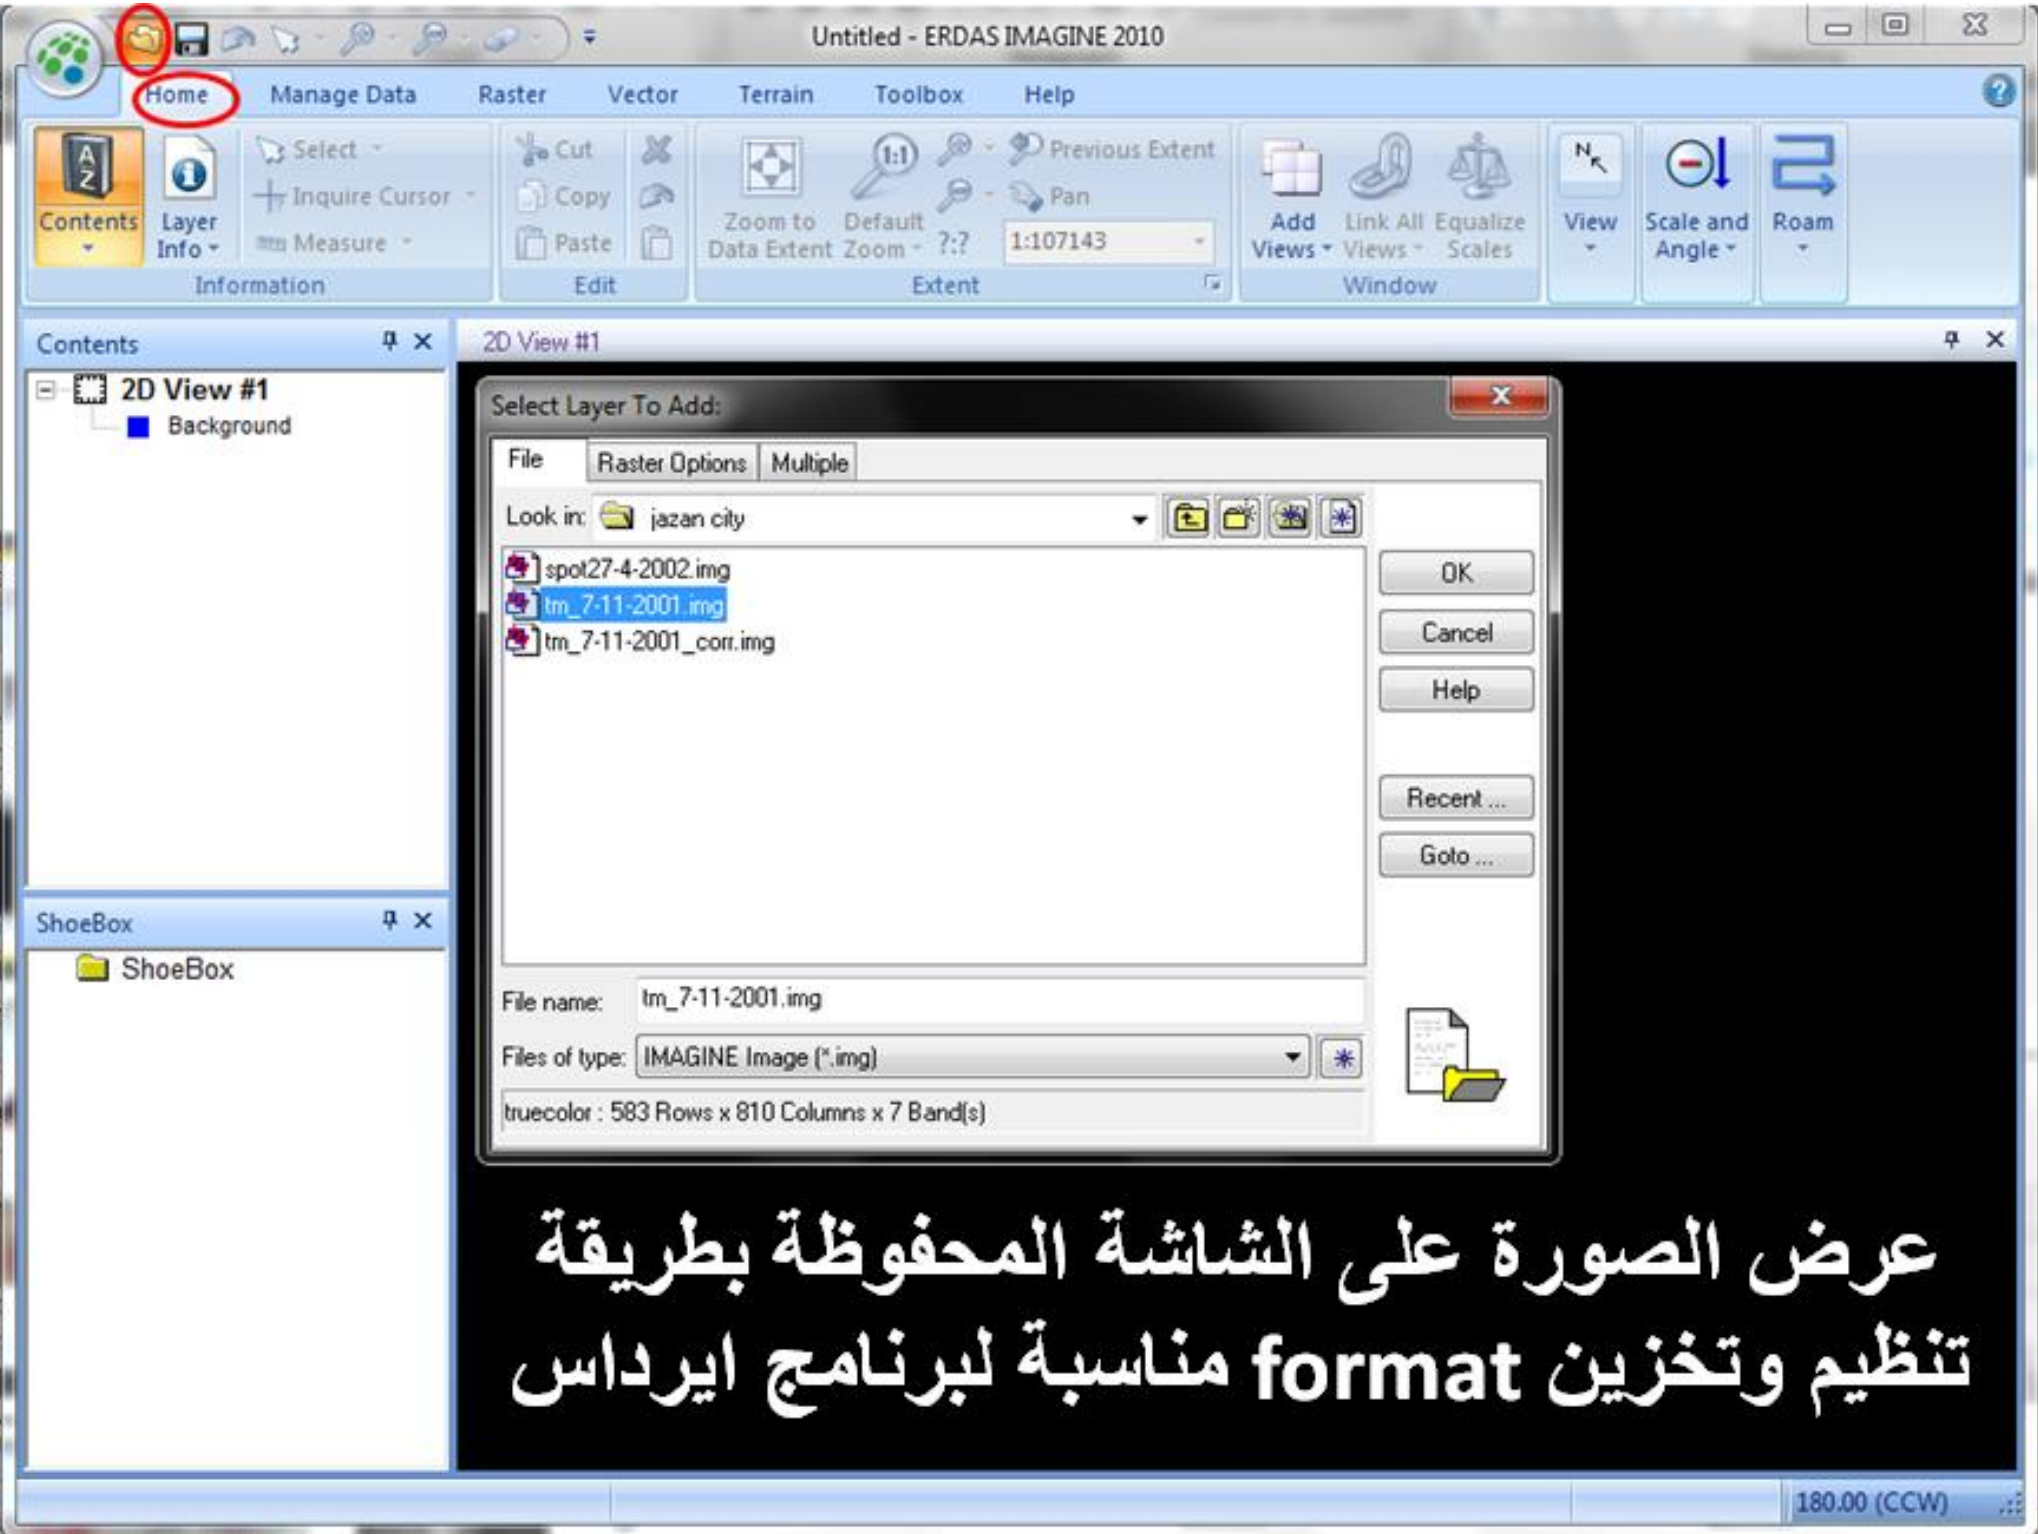 Untitled - ERDAS IMAGINE 2010
Home Manage Data Raster Vector Terrain Toolbox Help
Contents
Layer Info
Select
Inquire Cursor
Measure
Information
Cut
Copy
Paste
Edit
Zoom to Data Extent
Default Zoom
1:1
?:?
Previous Extent
Pan
1:107143
Extent
Add Views
Link All Views
Equalize Scales
Window
N
View
Scale and Angle
Roam
Contents
2D View #1
Background
ShoeBox
ShoeBox
2D View #1
Select Layer To Add:
File Raster Options Multiple
Look in: jazan city
spot27-4-2002.img
tm_7-11-2001.img
tm_7-11-2001_corr.img
OK
Cancel
Help
Recent ...
Goto ...
File name: tm_7-11-2001.img
Files of type: IMAGINE Image (*.img)
truecolor : 583 Rows x 810 Columns x 7 Band(s)
عرض الصورة على الشاشة المحفوظة بطريقة
تنظيم وتخزين format مناسبة لبرنامج ايرداس
180.00 (CCW)